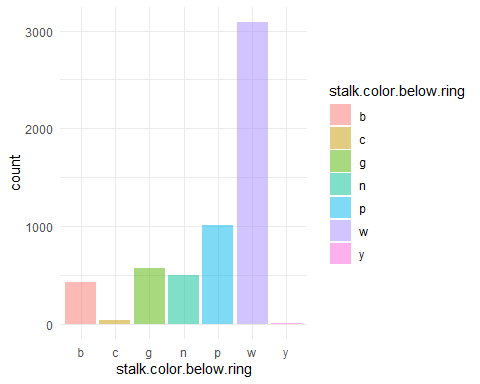 3000
2000
1000
0
count
b c g n p w y
stalk.color.below.ring
stalk.color.below.ring
b
c
g
n
p
w
y